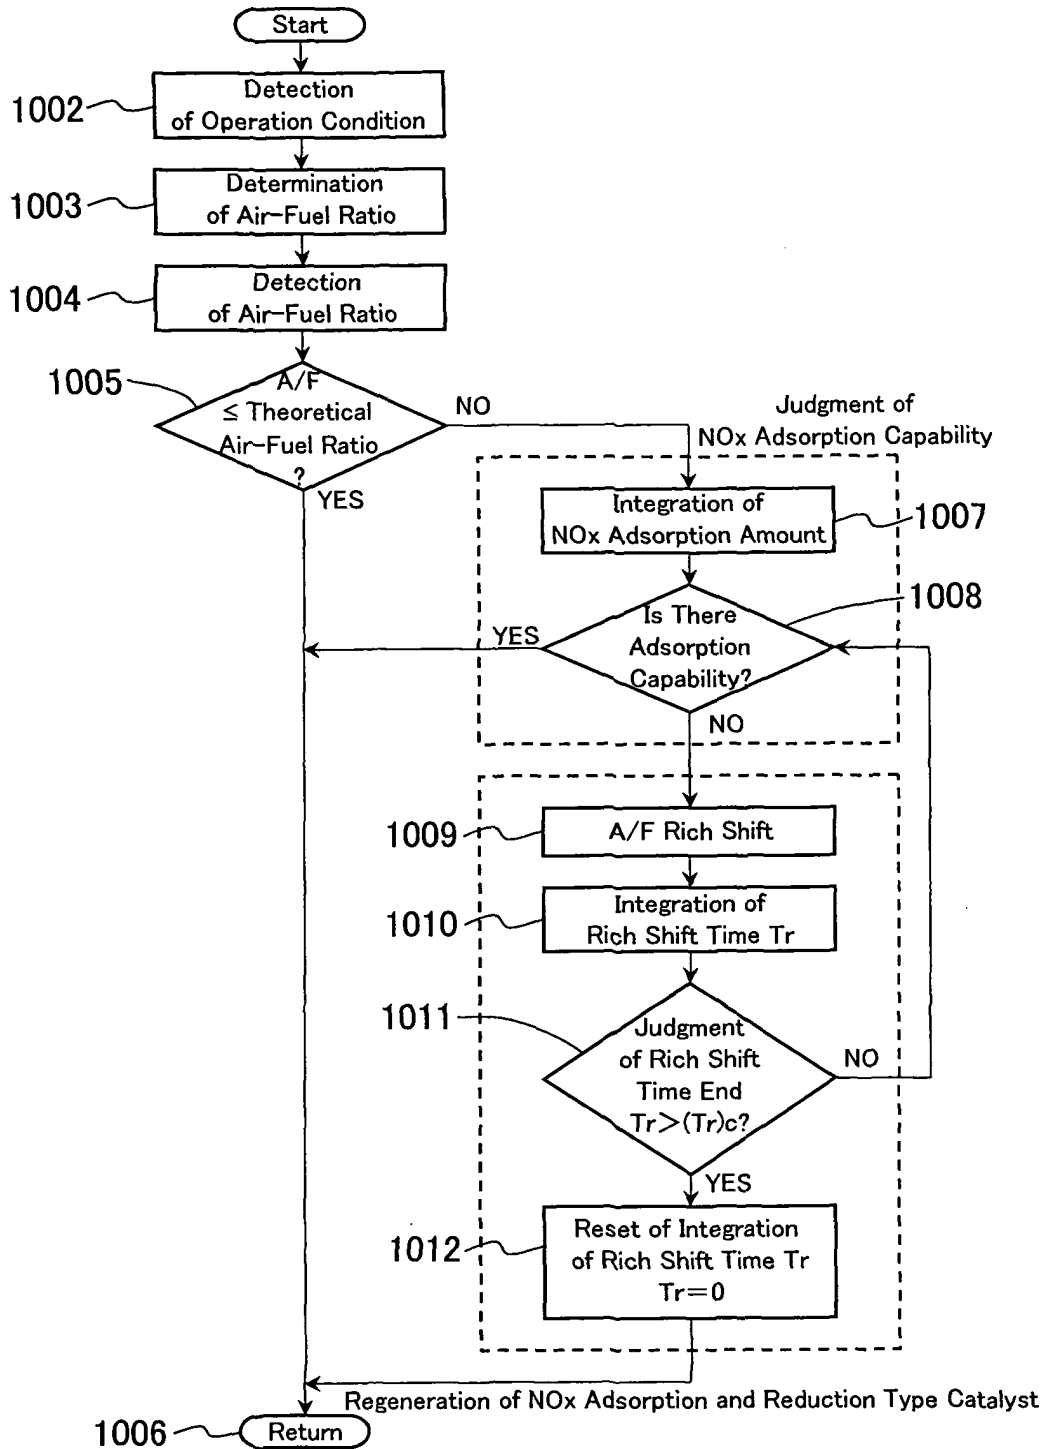 Start
1002
Detection
of Operation Condition
1003
Determination
of Air-Fuel Ratio
1004
Detection
of Air-Fuel Ratio
1005
A/F
≤ Theoretical
Air-Fuel Ratio
?
NO
YES
Judgment of
NOx Adsorption Capability
Integration of
NOx Adsorption Amount
1007
1008
Is There
Adsorption
Capability?
YES
NO
1009
A/F Rich Shift
1010
Integration of
Rich Shift Time Tr
1011
Judgment
of Rich Shift
Time End
Tr>(Tr)c?
NO
YES
1012
Reset of Integration
of Rich Shift Time Tr
Tr=0
Regeneration of NOx Adsorption and Reduction Type Catalyst
1006
Return